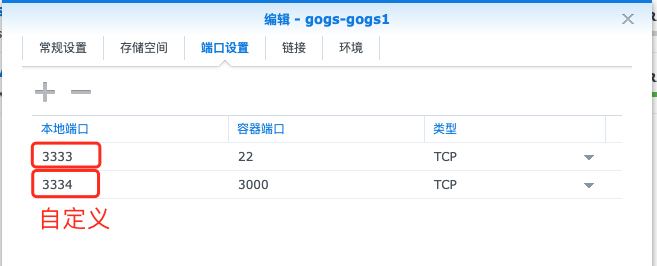 编辑 - gogs-gogs1
常规设置 存储空间 端口设置 链接 环境
本地端口 容器端口 类型
3333 22 TCP
3334 3000 TCP
自定义